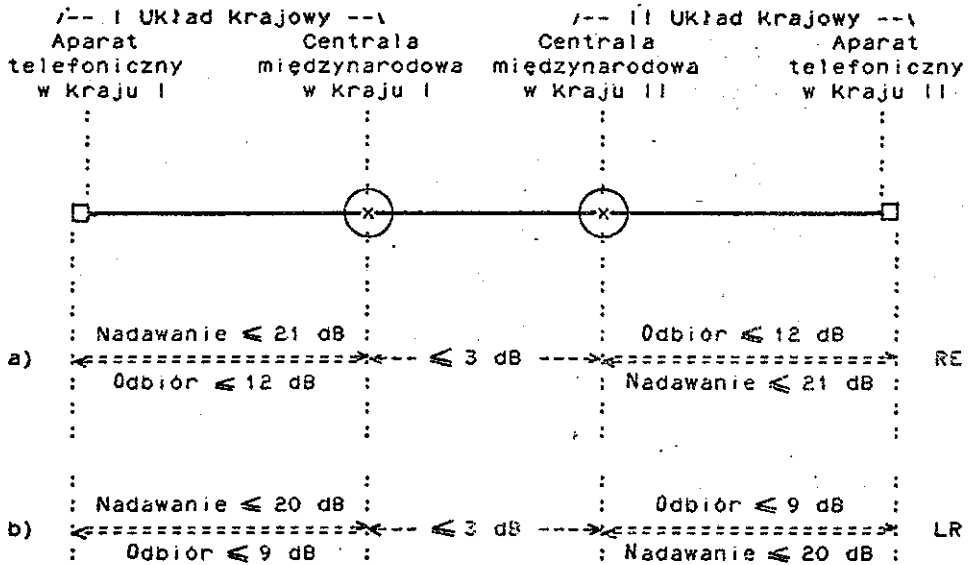 /-- I Układ Krajowy --\ /-- II Układ Krajowy --\
Aparat Centrala Centrala Aparat
telefoniczny międzynarodowa międzynarodowa telefoniczny
w Kraju I w Kraju I w Kraju II w Kraju II
Nadawanie ≤ 21 dB Odbiór ≤ 12 dB
a) ≤ 3 dB RE
Odbiór ≤ 12 dB Nadawanie ≤ 21 dB
Nadawanie ≤ 20 dB Odbiór ≤ 9 dB
b) ≤ 3 dB LR
Odbiór ≤ 9 dB Nadawanie ≤ 20 dB